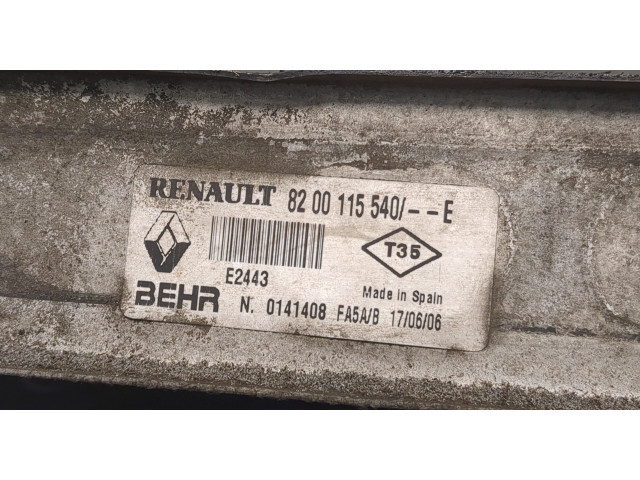 RENAULT 82 00 115 540/--E
E2443
T35
Made in Spain
BEHR N. 0141408 FA5A/B 17/06/06